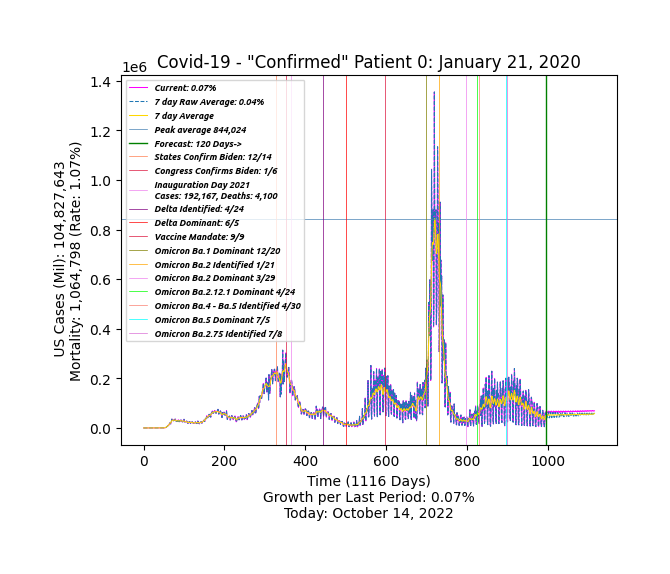 Covid-19 - "Confirmed" Patient 0: January 21, 2020
1e6
1.4
1.2
1.0
0.8
0.6
0.4
0.2
0.0
US Cases (Mil): 104,827,643
Mortality: 1,064,798 (Rate: 1.07%)
Current: 0.07%
7 day Raw Average: 0.04%
7 day Average
Peak average 844,024
Forecast: 120 Days->
States Confirm Biden: 12/14
Congress Confirms Biden: 1/6
Inauguration Day 2021
Cases: 192,167, Deaths: 4,100
Delta Identified: 4/24
Delta Dominant: 6/5
Vaccine Mandate: 9/9
Omicron Ba.1 Dominant 12/20
Omicron Ba.2 Identified 1/21
Omicron Ba.2 Dominant 3/29
Omicron Ba.2.12.1 Dominant 4/24
Omicron Ba.4 - Ba.5 Identified 4/30
Omicron Ba.5 Dominant 7/5
Omicron Ba.2.75 Identified 7/8
0 200 400 600 800 1000
Time (1116 Days)
Growth per Last Period: 0.07%
Today: October 14, 2022